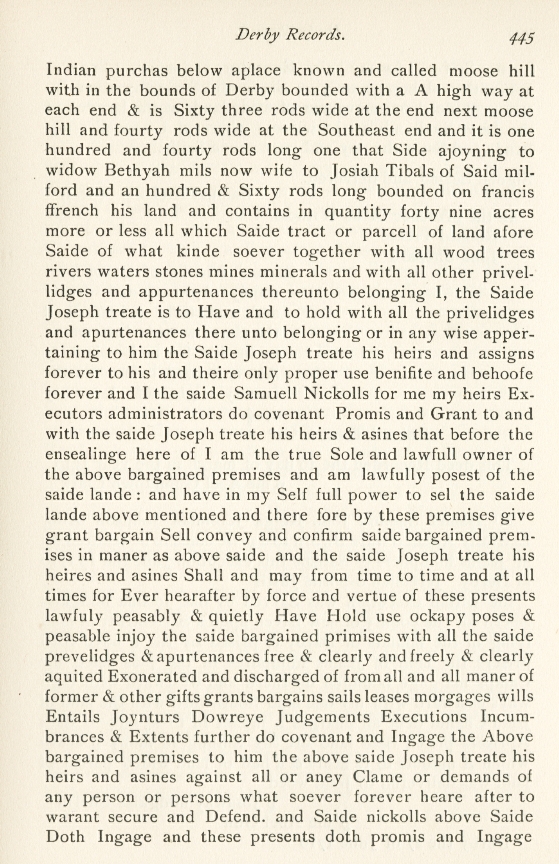 Derby Records. 445
Indian purchas below aplace known and called moose hill
with in the bounds of Derby bounded with a A high way at
each end & is Sixty three rods wide at the end next moose
hill and fourty rods wide at the Southeast end and it is one
hundred and fourty rods long one that Side ajoyning to
widow Bethyah mils now wife to Josiah Tibals of Said mil-
ford and an hundred & Sixty rods long bounded on francis
ffrench his land and contains in quantity forty nine acres
more or less all which Saide tract or parcell of land afore
Saide of what kinde soever together with all wood trees
rivers waters stones mines minerals and with all other privel-
lidges and appurtenances thereunto belonging I, the Saide
Joseph treate is to Have and to hold with all the privelidges
and apurtenances there unto belonging or in any wise apper-
taining to him the Saide Joseph treate his heirs and assigns
forever to his and theire only proper use benifite and behoofe
forever and I the saide Samuell Nickolls for me my heirs Ex-
ecutors administrators do covenant Promis and Grant to and
with the saide Joseph treate his heirs & asines that before the
ensealinge here of I am the true Sole and lawfull owner of
the above bargained premises and am lawfully posest of the
saide lande : and have in my Self full power to sel the saide
lande above mentioned and there fore by these premises give
grant bargain Sell convey and confirm saide bargained prem-
ises in maner as above saide and the saide Joseph treate his
heires and asines Shall and may from time to time and at all
times for Ever hearafter by force and vertue of these presents
lawfuly peasably & quietly Have Hold use ockapy poses &
peasable injoy the saide bargained primises with all the saide
prevelidges & apurtenances free & clearly and freely & clearly
aquited Exonerated and discharged of from all and all maner of
former & other gifts grants bargains sails leases morgages wills
Entails Joynturs Dowreye Judgements Executions Incum-
brances & Extents further do covenant and Ingage the Above
bargained premises to him the above saide Joseph treate his
heirs and asines against all or aney Clame or demands of
any person or persons what soever forever heare after to
warant secure and Defend. and Saide nickolls above Saide
Doth Ingage and these presents doth promis and Ingage